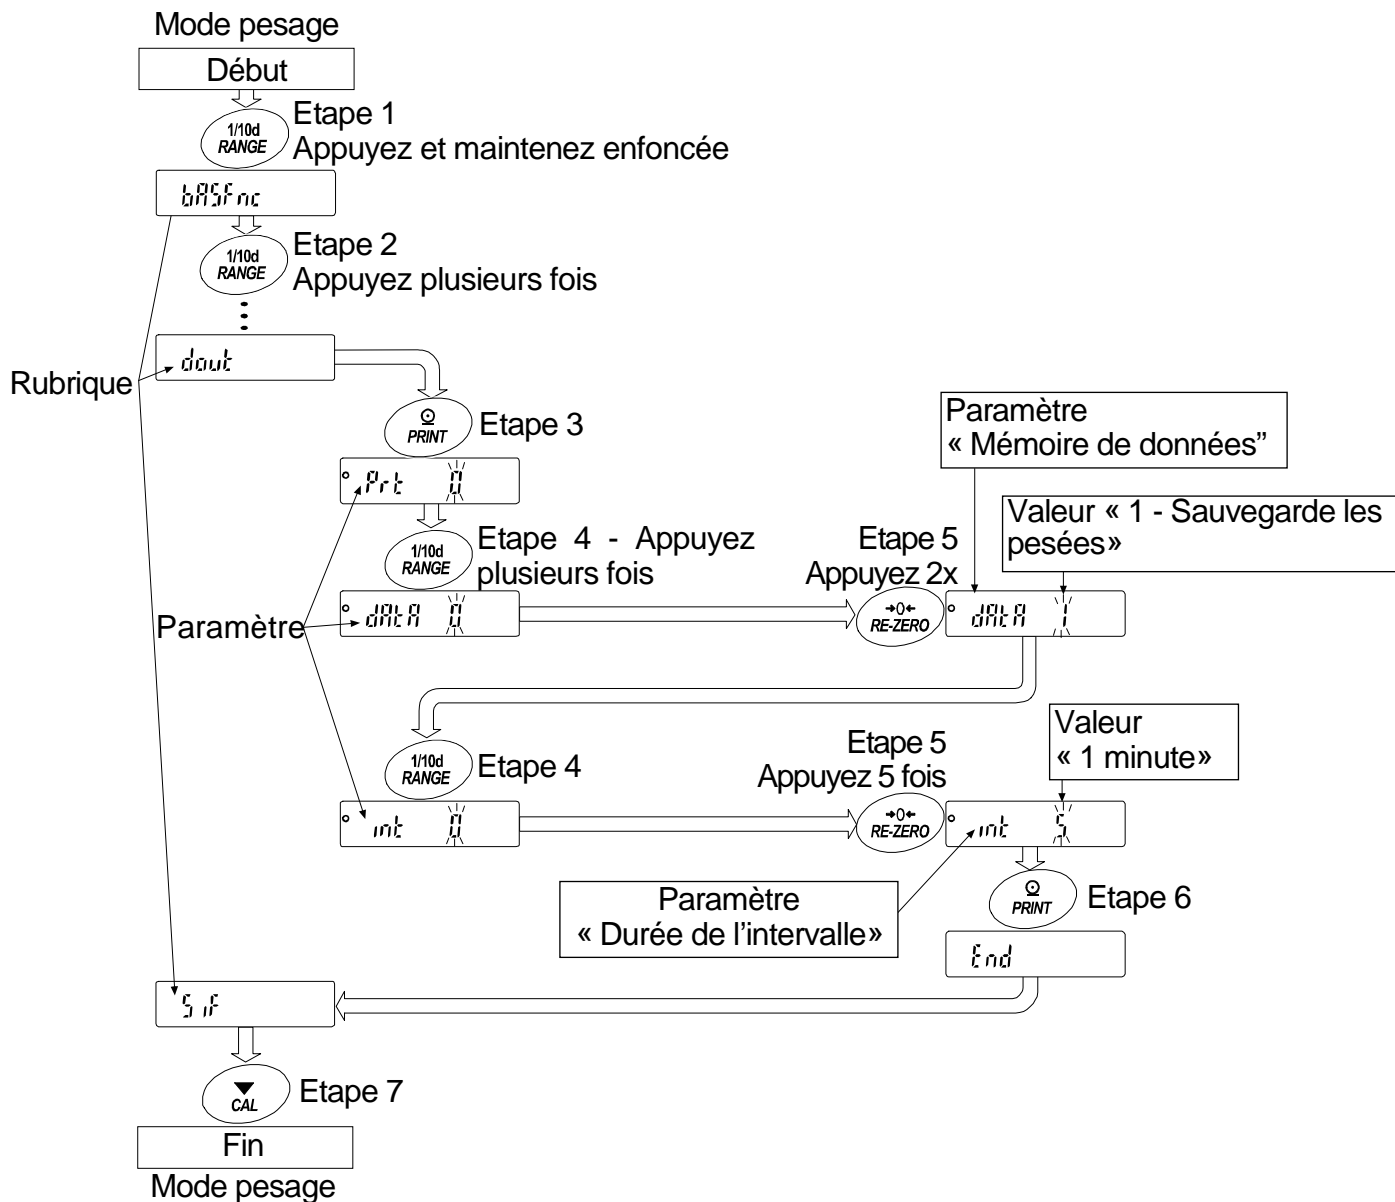 Mode pesage
Début
1/10d
RANGE
Etape 1
Appuyez et maintenez enfoncée
bASFnc
1/10d
RANGE
Etape 2
Appuyez plusieurs fois
dout
Rubrique
PRINT
Etape 3
Prt 0
Paramètre
« Mémoire de données”
Valeur « 1 - Sauvegarde les
pesées»
1/10d
RANGE
Etape 4 - Appuyez
plusieurs fois
Etape 5
Appuyez 2x
→0←
RE-ZERO
dAtA 0
dAtA 1
Paramètre
1/10d
RANGE
Etape 4
Etape 5
Appuyez 5 fois
→0←
RE-ZERO
Valeur
« 1 minute»
int 0
int 5
Paramètre
« Durée de l’intervalle»
PRINT
Etape 6
End
SiF
CAL
Etape 7
Fin
Mode pesage